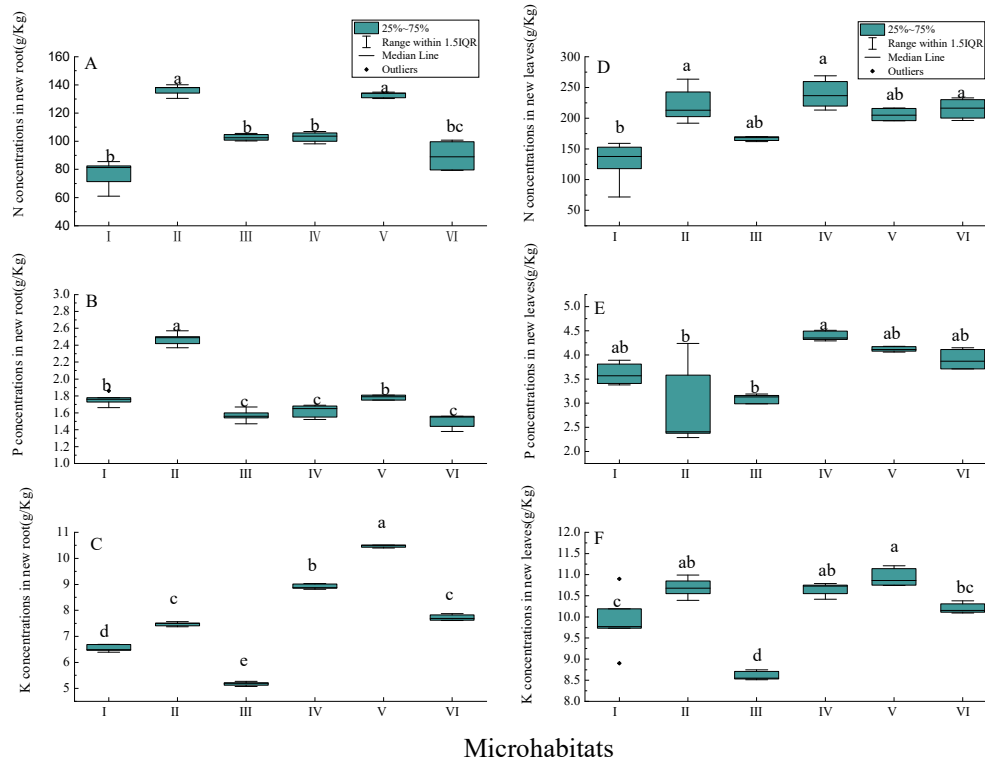 25%~75%
Range within 1.5IQR
Median Line
Outliers
N concentrations in new root(g/Kg)
A
160
140
120
100
80
60
40
b
a
b
b
a
bc
I
II
III
IV
V
VI
25%~75%
Range within 1.5IQR
Median Line
Outliers
N concentrations in new leaves(g/Kg)
D
300
250
200
150
100
50
b
a
ab
a
ab
a
I
II
III
IV
V
VI
P concentrations in new root(g/Kg)
B
3.0
2.8
2.6
2.4
2.2
2.0
1.8
1.6
1.4
1.2
1.0
b
a
c
c
b
c
I
II
III
IV
V
VI
P concentrations in new leaves(g/Kg)
E
5.0
4.5
4.0
3.5
3.0
2.5
2.0
ab
b
b
a
ab
ab
I
II
III
IV
V
VI
K concentrations in new root(g/Kg)
C
11
10
9
8
7
6
5
d
c
e
b
a
c
I
II
III
IV
V
VI
K concentrations in new leaves(g/Kg)
F
12.0
11.5
11.0
10.5
10.0
9.5
9.0
8.5
8.0
c
ab
d
ab
a
bc
I
II
III
IV
V
VI
Microhabitats